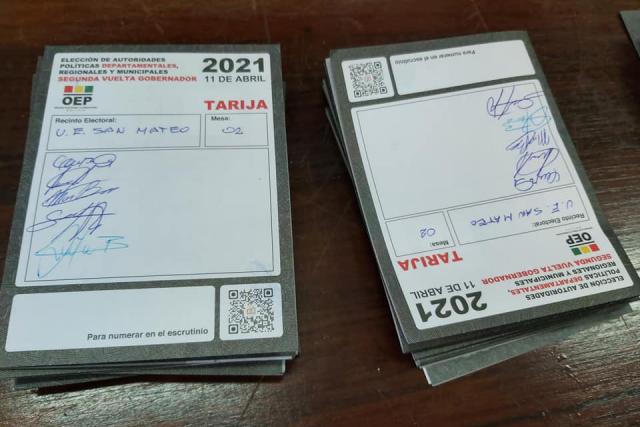 ELECCIÓN DE AUTORIDADES
POLÍTICAS DEPARTAMENTALES,
REGIONALES Y MUNICIPALES
SEGUNDA VUELTA GOBERNADOR
2021
11 DE ABRIL
OEP
TARIJA
Recinto Electoral:
U.E. SAN MATEO
Mesa:
02
Para numerar en el escrutinio
ELECCIÓN DE AUTORIDADES
POLÍTICAS DEPARTAMENTALES,
REGIONALES Y MUNICIPALES
SEGUNDA VUELTA GOBERNADOR
2021
11 DE ABRIL
OEP
TARIJA
Recinto Electoral:
U.E. SAN MATEO
Mesa:
02
Para numerar en el escrutinio